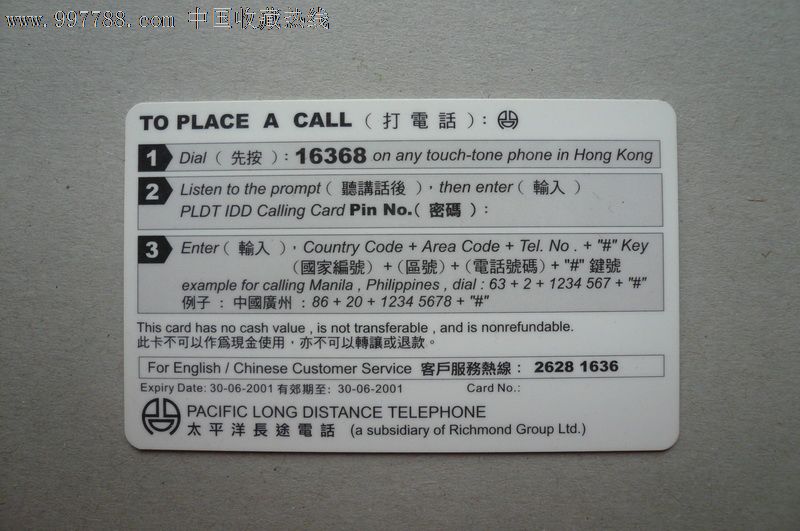 www.997788.com 中国收藏热线
TO PLACE A CALL ( 打 電 話 ) :
1 Dial ( 先按 ) : 16368 on any touch-tone phone in Hong Kong
2 Listen to the prompt ( 聽講話後 ) , then enter ( 輸入 )
PLDT IDD Calling Card Pin No.( 密碼 ) :
3 Enter ( 輸入 ) , Country Code + Area Code + Tel. No . + "#" Key
(國家編號) + (區號) + (電話號碼) + "#" 鍵號
example for calling Manila , Philippines , dial : 63 + 2 + 1234 567 + "#"
例子 : 中國廣州 : 86 + 20 + 1234 5678 + "#"
This card has no cash value , is not transferable , and is nonrefundable.
此卡不可以作爲現金使用，亦不可以轉讓或退款。
For English / Chinese Customer Service 客戶服務熱線 : 2628 1636
Expiry Date: 30-06-2001 有效期至: 30-06-2001 Card No.:
PACIFIC LONG DISTANCE TELEPHONE
太平洋長途電話 (a subsidiary of Richmond Group Ltd.)